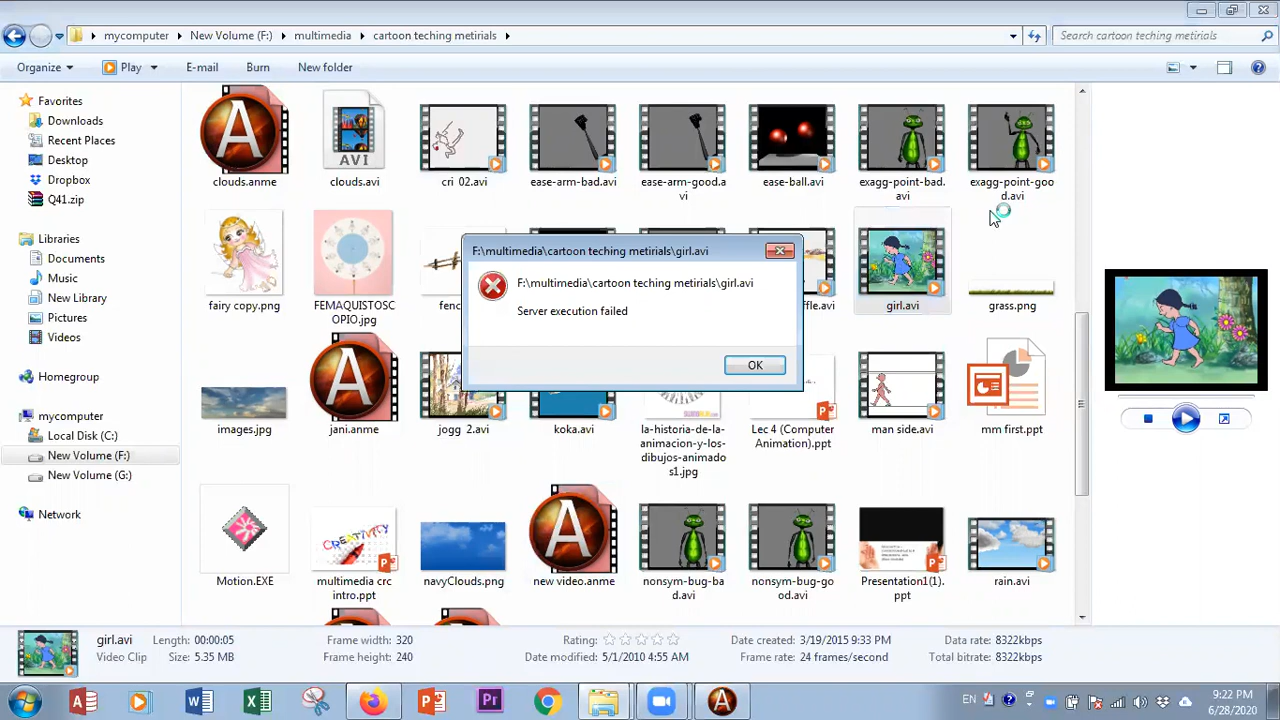 mycomputer New Volume (F:) multimedia cartoon teching metirials Search cartoon teching metirials
Organize Play E-mail Burn New folder
Favorites
Downloads
Recent Places
Desktop
Dropbox
Q41.zip
Libraries
Documents
Music
New Library
Pictures
Videos
Homegroup
mycomputer
Local Disk (C:)
New Volume (F:)
New Volume (G:)
Network
AVI
clouds.anme clouds.avi cri 02.avi ease-arm-bad.avi ease-arm-good.a ease-ball.avi exagg-point-bad. exagg-point-goo
vi avi d.avi
fairy copy.png FEMAQUISTOSC girl.avi grass.png
OPIO.jpg
F:\multimedia\cartoon teching metirials\girl.avi
F:\multimedia\cartoon teching metirials\girl.avi
Server execution failed
OK
images.jpg jani.anme jogg 2.avi koka.avi la-historia-de-la Lec 4 (Computer man side.avi mm first.ppt
-animacion-y-los- Animation).ppt
dibujos-animado
s1.jpg
CREATIVITY
Motion.EXE multimedia crc navyClouds.png new video.anme nonsym-bug-ba nonsym-bug-go Presentation1(1). rain.avi
intro.ppt d.avi od.avi ppt
girl.avi Length: 00:00:05 Frame width: 320 Rating: Date created: 3/19/2015 9:33 PM Data rate: 8322kbps
Video Clip Size: 5.35 MB Frame height: 240 Date modified: 5/1/2010 4:55 AM Frame rate: 24 frames/second Total bitrate: 8322kbps
EN 9:22 PM
6/28/2020